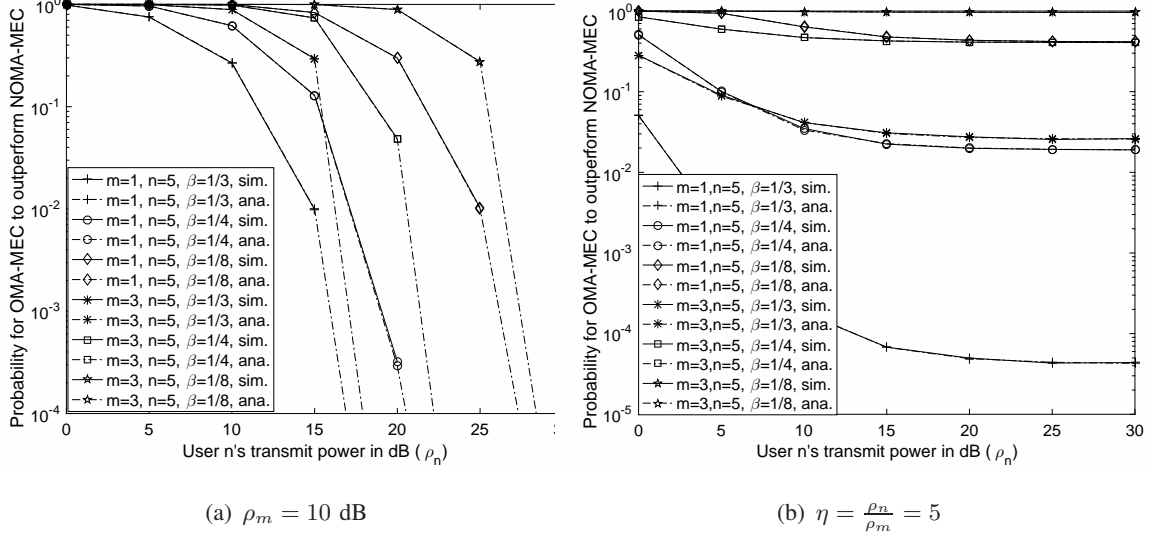 10^0
10^-1
10^-2
10^-3
10^-4
Probability for OMA-MEC to outperform NOMA-MEC
m=1, n=5, β=1/3, sim.
m=1, n=5, β=1/3, ana.
m=1, n=5, β=1/4, sim.
m=1, n=5, β=1/4, ana.
m=1, n=5, β=1/8, sim.
m=1, n=5, β=1/8, ana.
m=3, n=5, β=1/3, sim.
m=3, n=5, β=1/3, ana.
m=3, n=5, β=1/4, sim.
m=3, n=5, β=1/4, ana.
m=3, n=5, β=1/8, sim.
m=3, n=5, β=1/8, ana.
0 5 10 15 20 25
User n's transmit power in dB (ρ_n)
(a) ρ_m = 10 dB
10^0
10^-1
10^-2
10^-3
10^-4
10^-5
Probability for OMA-MEC to outperform NOMA-MEC
m=1,n=5, β=1/3, sim.
m=1,n=5, β=1/3, ana.
m=1,n=5, β=1/4, sim.
m=1,n=5, β=1/4, ana.
m=1,n=5, β=1/8, sim.
m=1,n=5, β=1/8, ana.
m=3,n=5, β=1/3, sim.
m=3,n=5, β=1/3, ana.
m=3,n=5, β=1/4, sim.
m=3,n=5, β=1/4, ana.
m=3,n=5, β=1/8, sim.
m=3,n=5, β=1/8, ana.
0 5 10 15 20 25 30
User n's transmit power in dB (ρ_n)
(b) η = ρ_n/ρ_m = 5